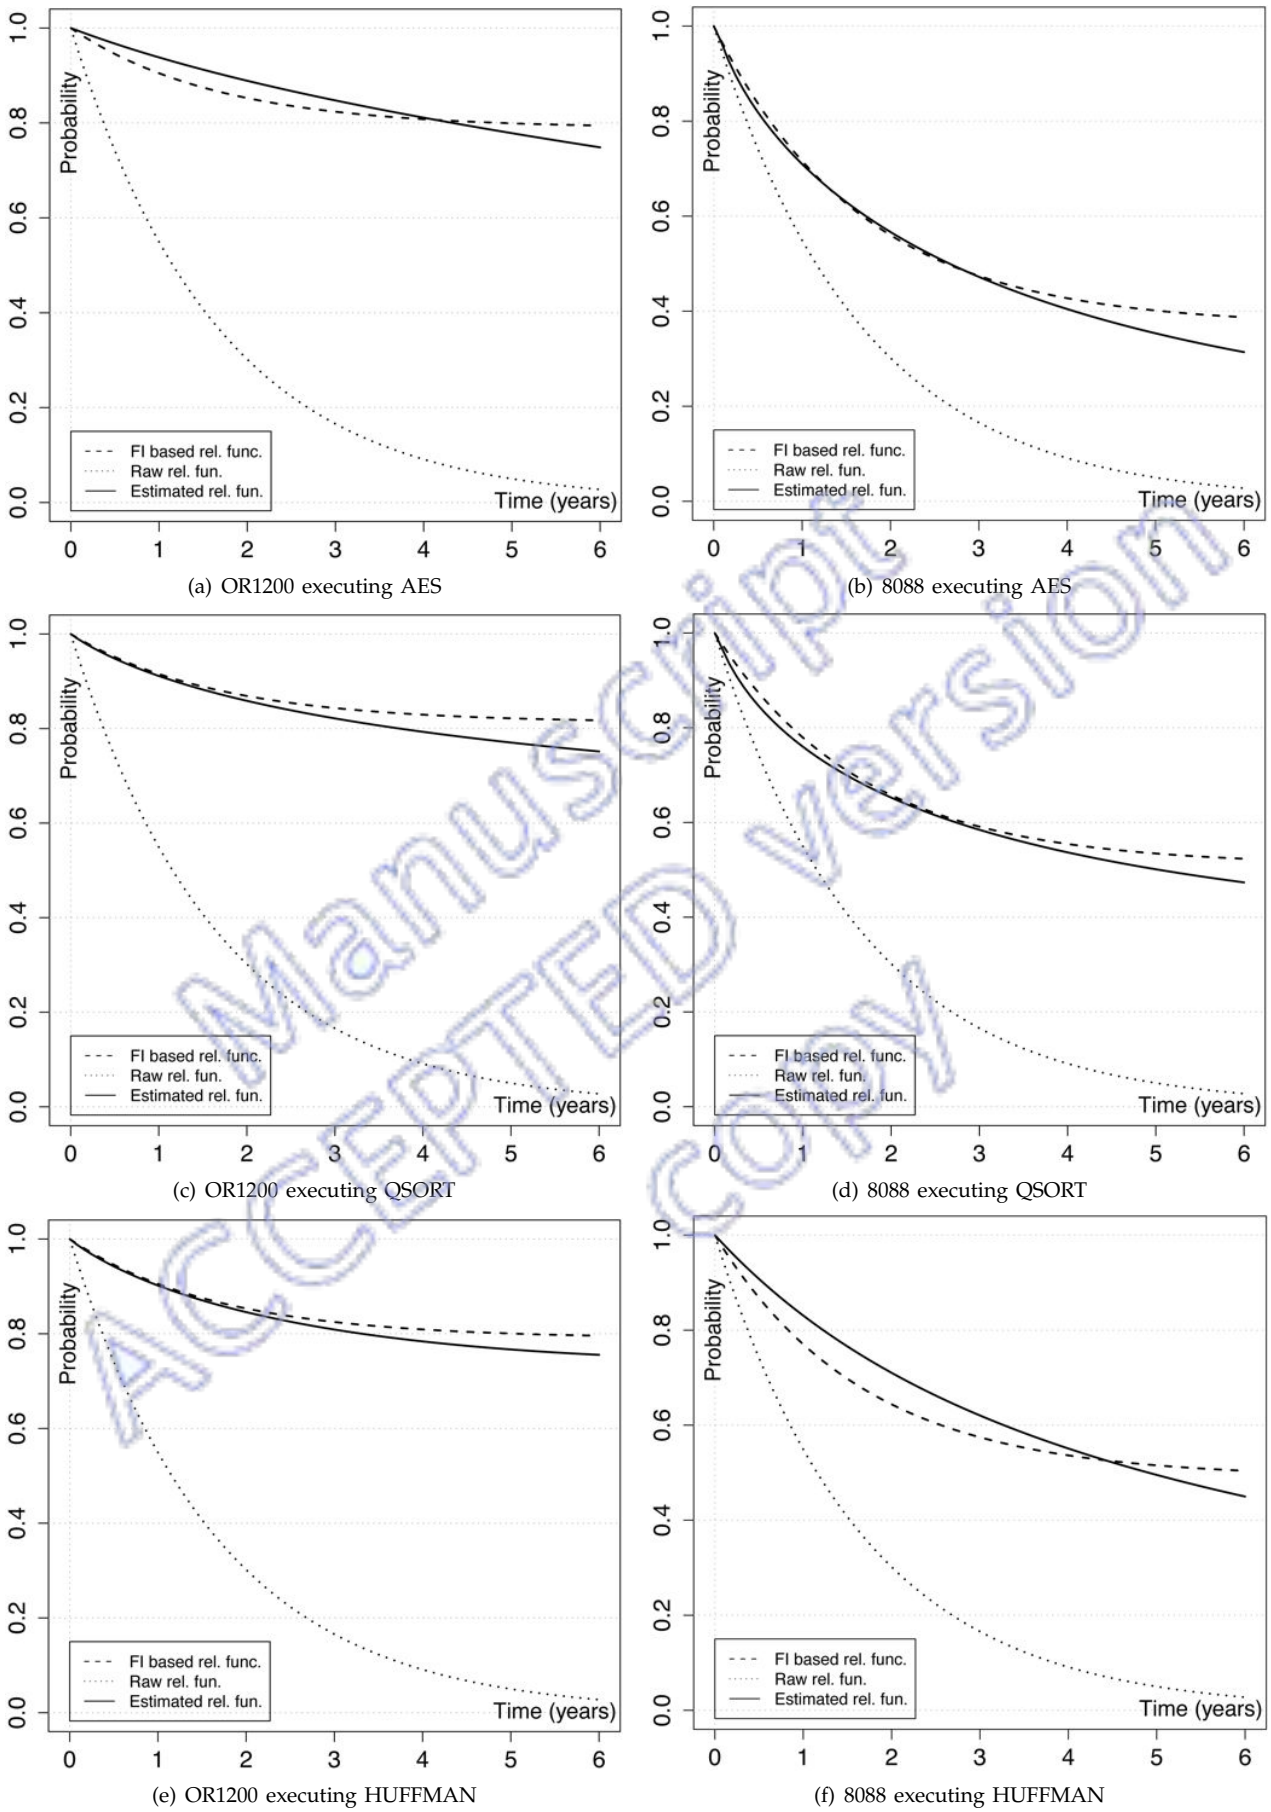 1.0
0.8
0.6
0.4
0.2
0.0
Probability
FI based rel. func.
Raw rel. fun.
Estimated rel. fun.
Time (years)
0 1 2 3 4 5 6
(a) OR1200 executing AES
1.0
0.8
0.6
0.4
0.2
0.0
Probability
FI based rel. func.
Raw rel. fun.
Estimated rel. fun.
Time (years)
0 1 2 3 4 5 6
(b) 8088 executing AES
1.0
0.8
0.6
0.4
0.2
0.0
Probability
FI based rel. func.
Raw rel. fun.
Estimated rel. fun.
Time (years)
0 1 2 3 4 5 6
(c) OR1200 executing QSORT
1.0
0.8
0.6
0.4
0.2
0.0
Probability
FI based rel. func.
Raw rel. fun.
Estimated rel. fun.
Time (years)
0 1 2 3 4 5 6
(d) 8088 executing QSORT
1.0
0.8
0.6
0.4
0.2
0.0
Probability
FI based rel. func.
Raw rel. fun.
Estimated rel. fun.
Time (years)
0 1 2 3 4 5 6
(e) OR1200 executing HUFFMAN
1.0
0.8
0.6
0.4
0.2
0.0
Probability
FI based rel. func.
Raw rel. fun.
Estimated rel. fun.
Time (years)
0 1 2 3 4 5 6
(f) 8088 executing HUFFMAN
Manuscript
ACCEPTED version
copy